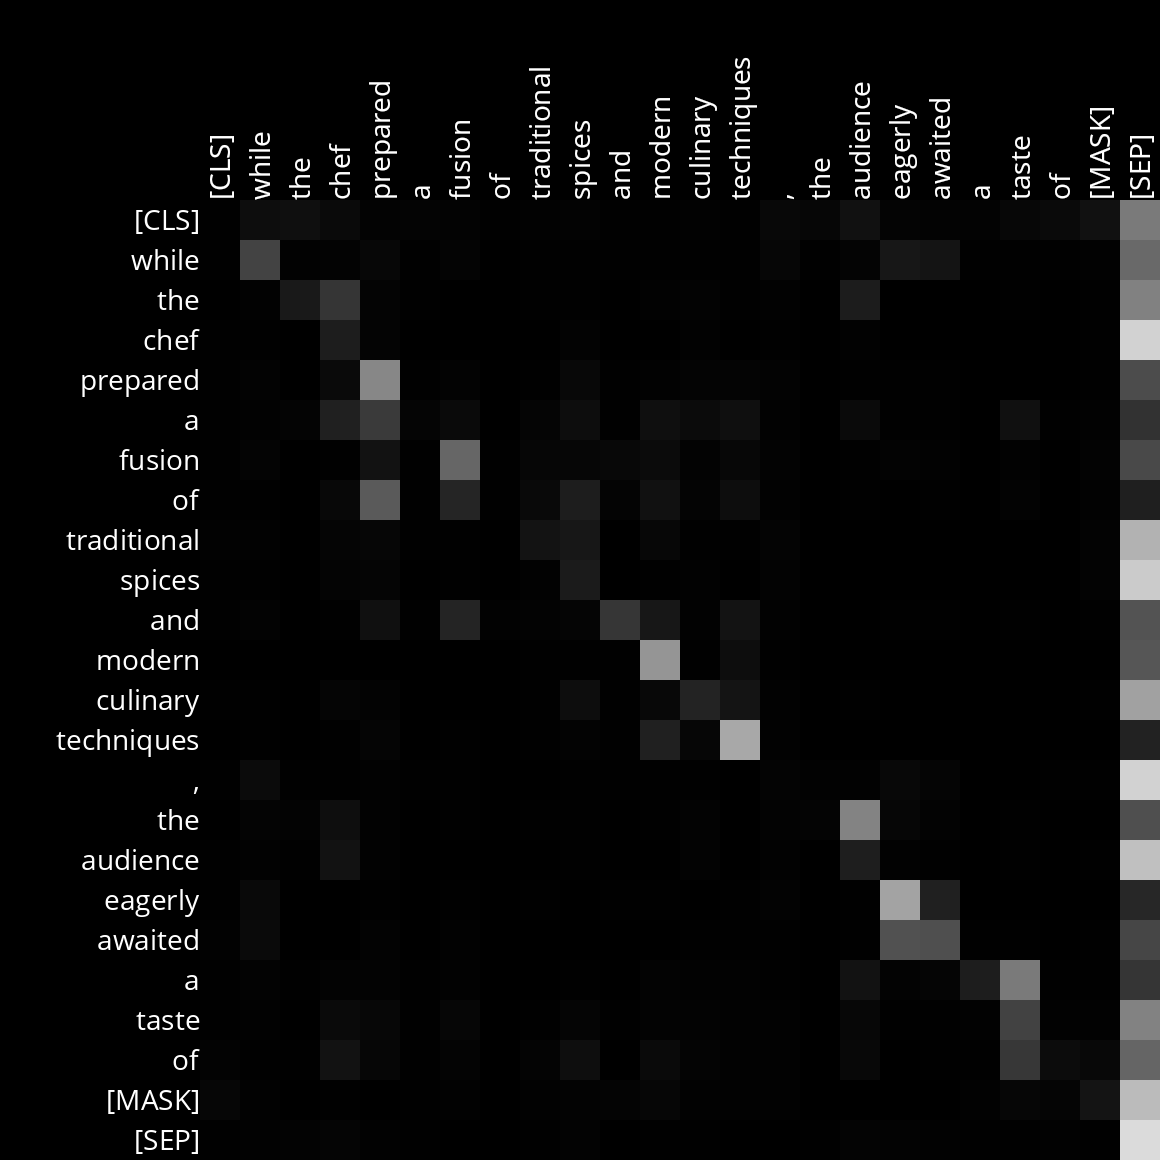 [CLS] while the chef prepared a fusion of traditional spices and modern culinary techniques , the audience eagerly awaited a taste of [MASK] [SEP]
[CLS]
while
the
chef
prepared
a
fusion
of
traditional
spices
and
modern
culinary
techniques
,
the
audience
eagerly
awaited
a
taste
of
[MASK]
[SEP]